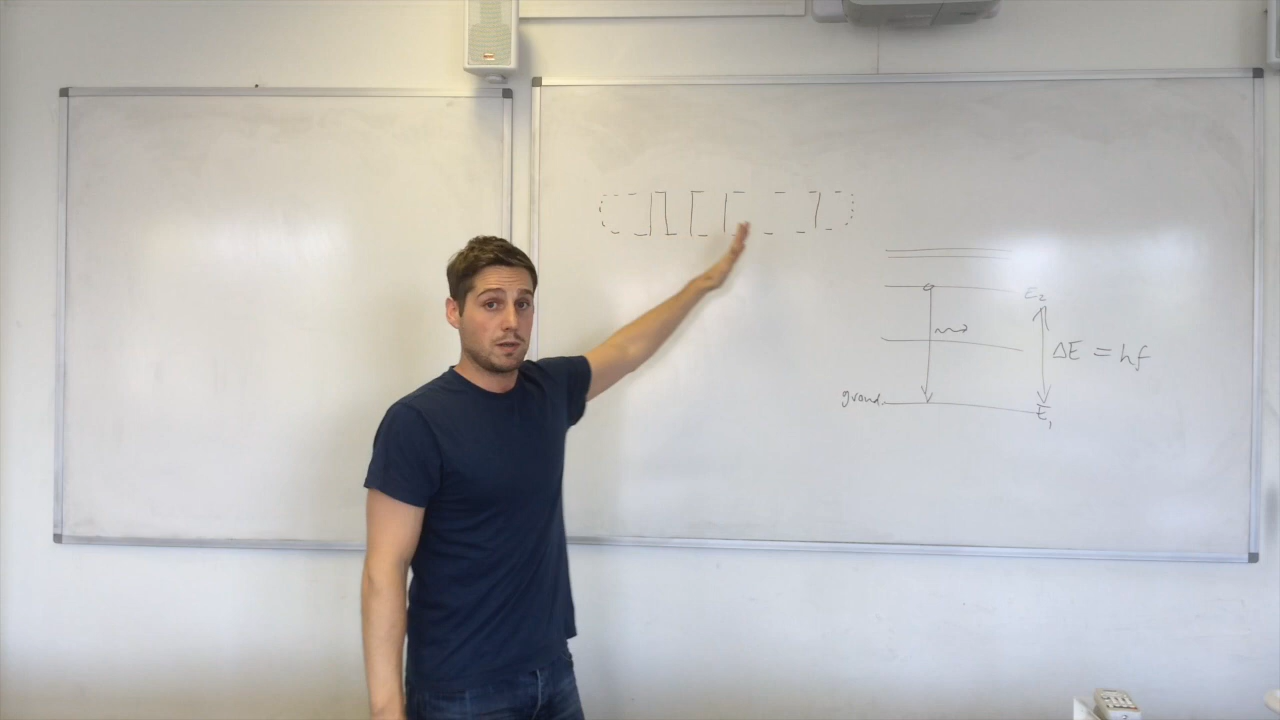 E₂
ΔE = hf
ground
E₁